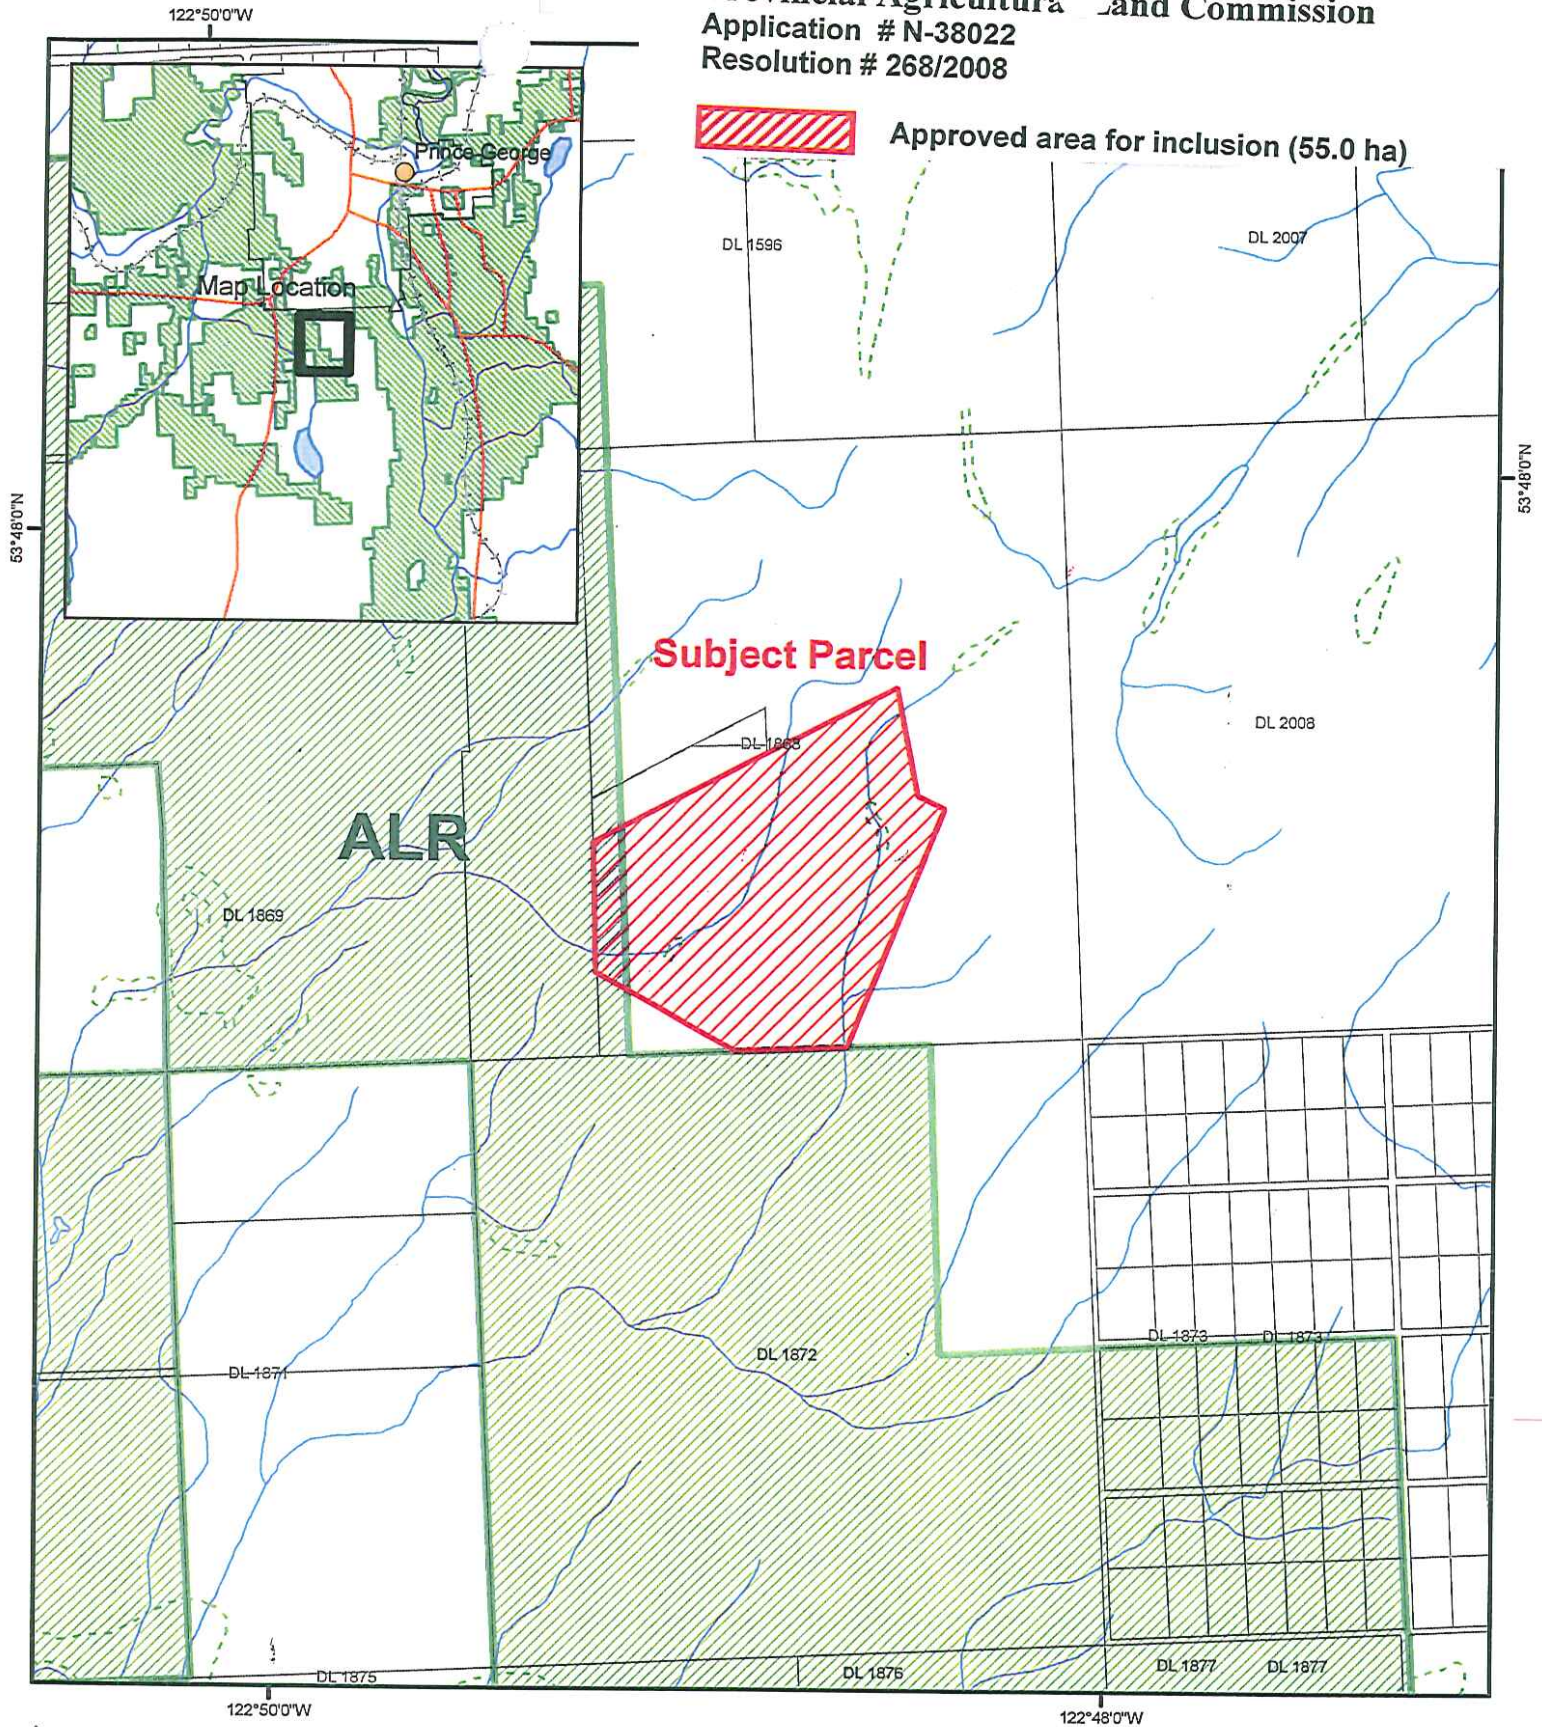 122°50'0"W
and Commission
Application # N-38022
Resolution # 268/2008
Approved area for inclusion (55.0 ha)
Prince George
Map Location
DL 1596
DL 2007
53°48'0"N
53°48'0"N
Subject Parcel
DL 1863
DL 2008
ALR
DL 1869
DL 1873
DL 1873
DL 1872
DL 1871
DL 1875
DL 1876
DL 1877
DL 1877
122°50'0"W
122°48'0"W